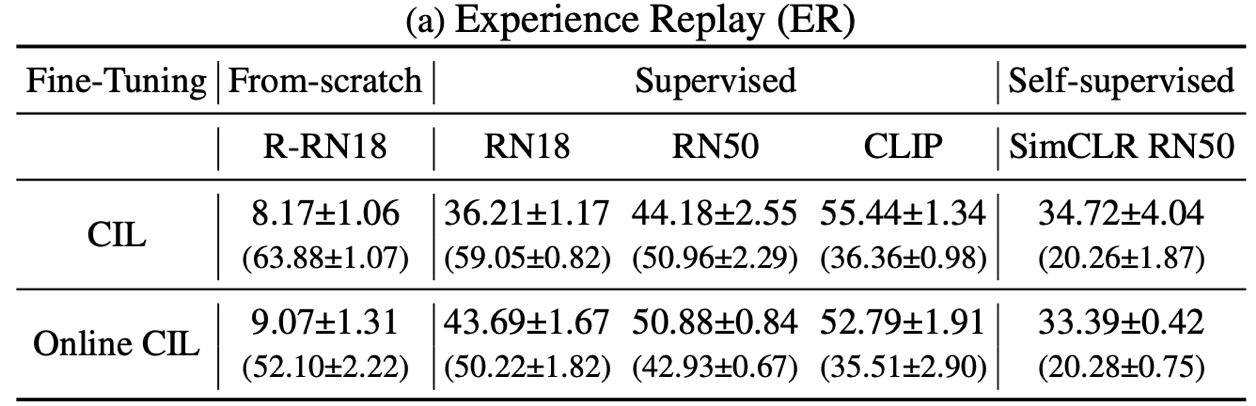 (a) Experience Replay (ER)
Fine-Tuning From-scratch Supervised Self-supervised
R-RN18 RN18 RN50 CLIP SimCLR RN50
CIL 8.17±1.06 36.21±1.17 44.18±2.55 55.44±1.34 34.72±4.04
(63.88±1.07) (59.05±0.82) (50.96±2.29) (36.36±0.98) (20.26±1.87)
Online CIL 9.07±1.31 43.69±1.67 50.88±0.84 52.79±1.91 33.39±0.42
(52.10±2.22) (50.22±1.82) (42.93±0.67) (35.51±2.90) (20.28±0.75)